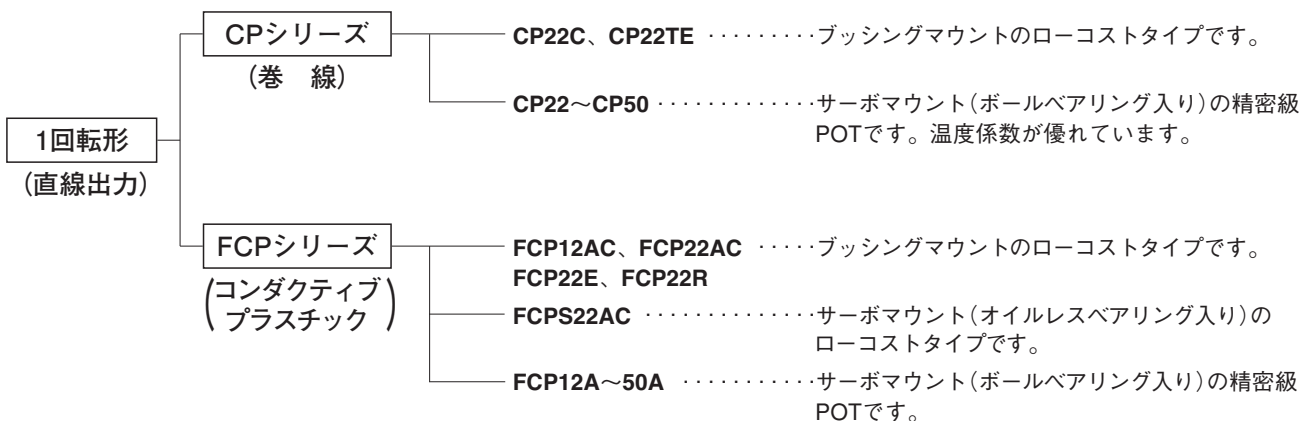 1回転形
（直線出力）
CPシリーズ
（巻　線）
CP22C、CP22TE ·········ブッシングマウントのローコストタイプです。
CP22～CP50 ·············サーボマウント（ボールベアリング入り）の精密級
POTです。温度係数が優れています。
FCPシリーズ
（コンダクティブ
プラスチック）
FCP12AC、FCP22AC ·····ブッシングマウントのローコストタイプです。
FCP22E、FCP22R
FCPS22AC ··············サーボマウント（オイルレスベアリング入り）の
ローコストタイプです。
FCP12A～50A ···········サーボマウント（ボールベアリング入り）の精密級
POTです。